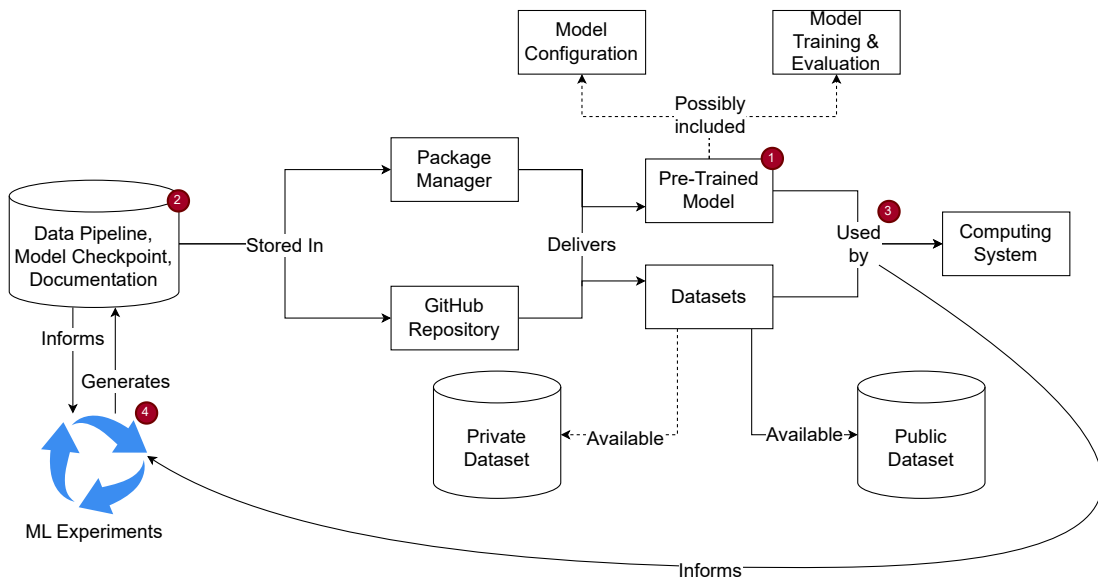 Model
Configuration
Model
Training &
Evaluation
Possibly
included
Package
Manager
1
Pre-Trained
Model
2
Data Pipeline,
Model Checkpoint,
Documentation
Stored In
Delivers
3
Used
by
Computing
System
GitHub
Repository
Datasets
Informs
Generates
4
ML Experiments
Private
Dataset
Available
Available
Public
Dataset
Informs